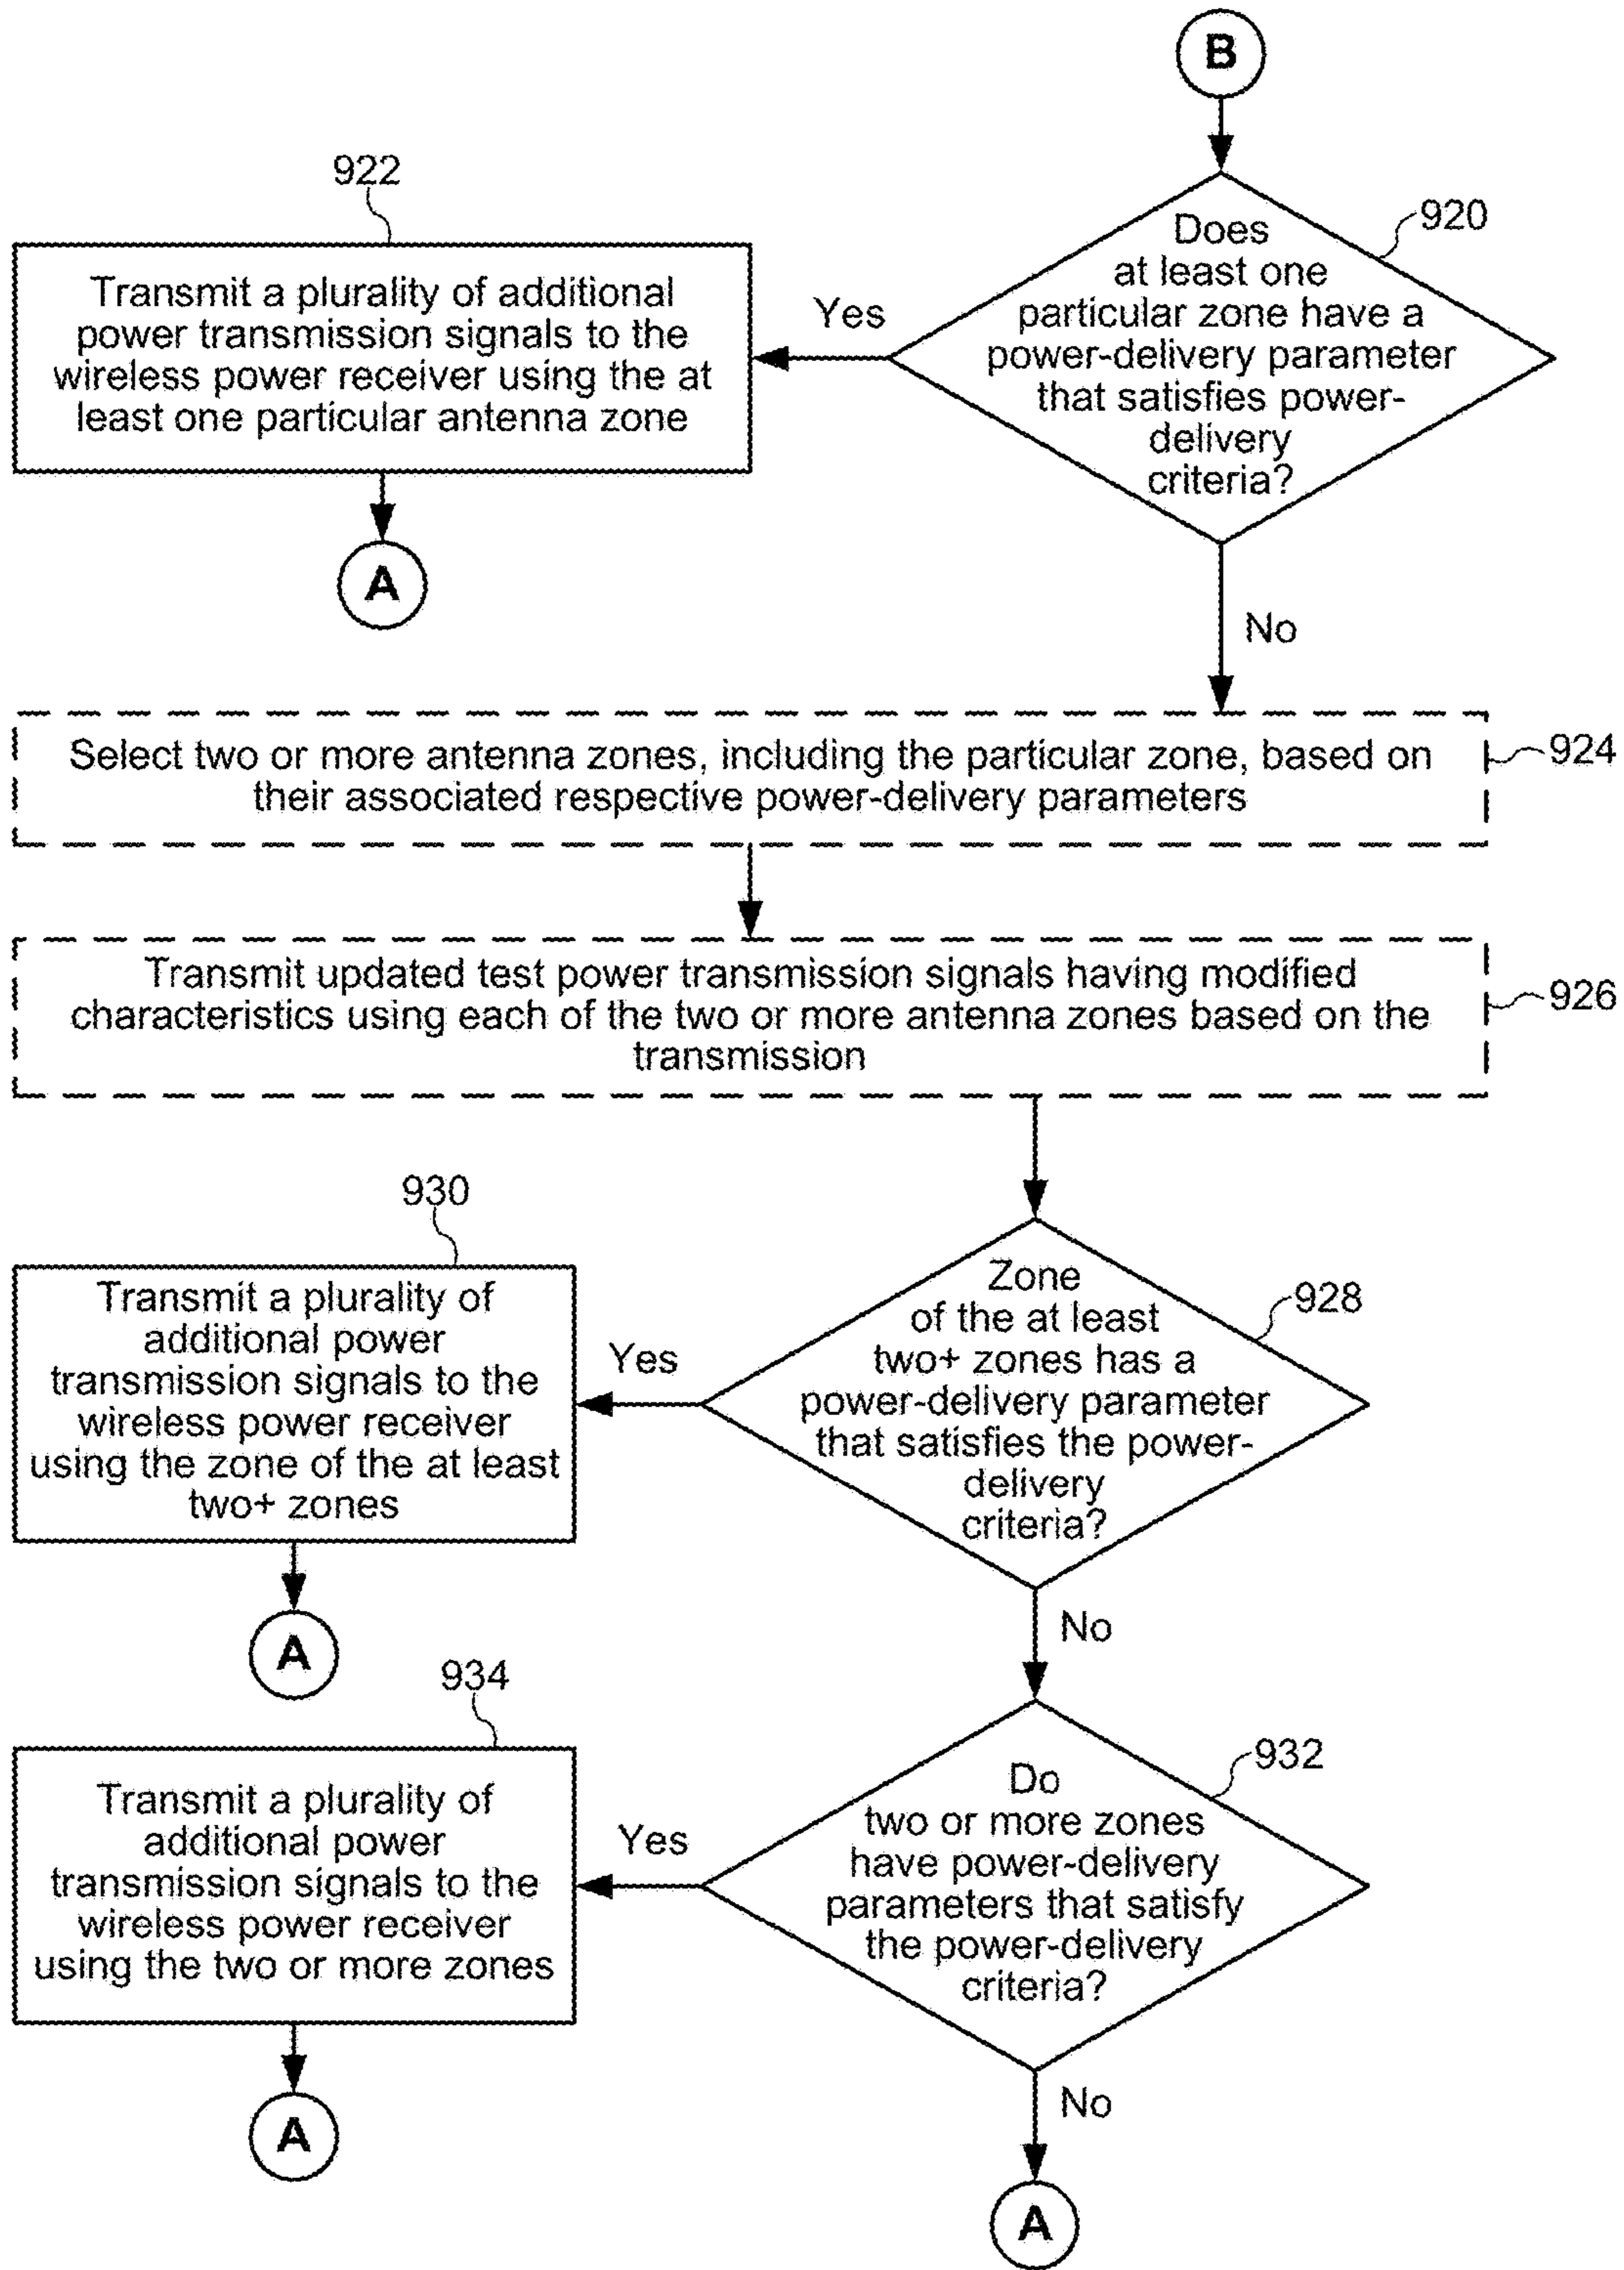 B
922
920
Does
at least one
particular zone have a
power-delivery parameter
that satisfies power-
delivery
criteria?
Yes
Transmit a plurality of additional
power transmission signals to the
wireless power receiver using the at
least one particular antenna zone
A
No
Select two or more antenna zones, including the particular zone, based on
their associated respective power-delivery parameters
924
Transmit updated test power transmission signals having modified
characteristics using each of the two or more antenna zones based on the
transmission
926
930
928
Zone
of the at least
two+ zones has a
power-delivery parameter
that satisfies the power-
delivery
criteria?
Yes
Transmit a plurality of
additional power
transmission signals to the
wireless power receiver
using the zone of the at least
two+ zones
A
No
934
932
Do
two or more zones
have power-delivery
parameters that satisfy
the power-delivery
criteria?
Yes
Transmit a plurality of
additional power
transmission signals to the
wireless power receiver
using the two or more zones
A
No
A